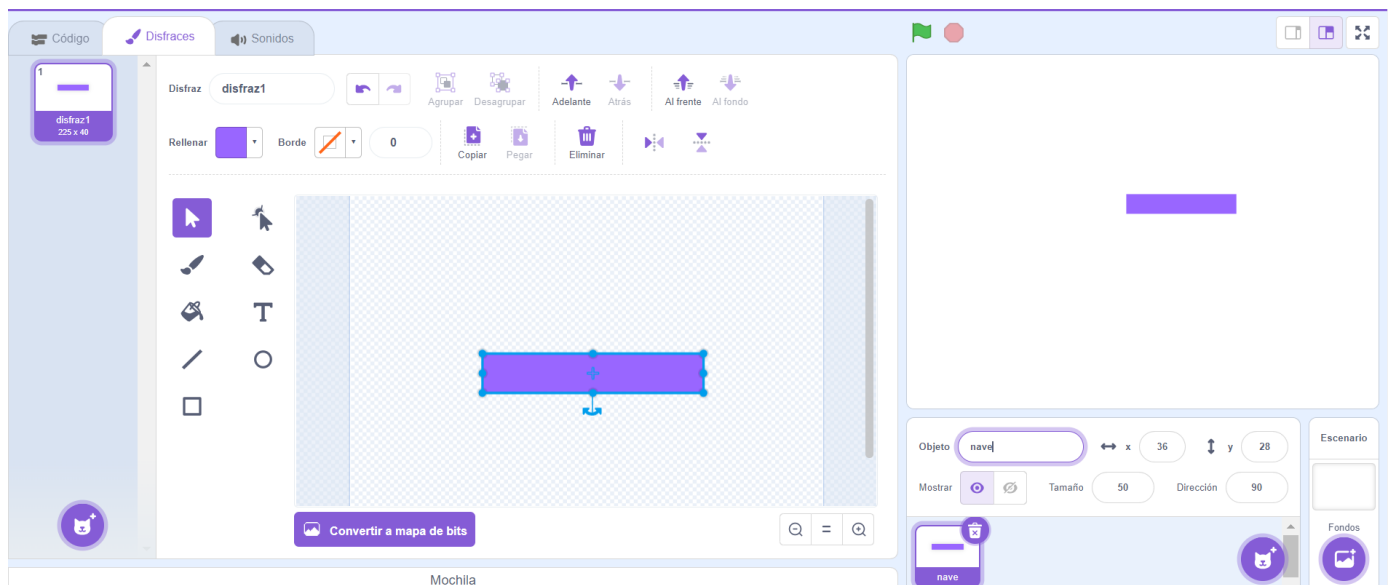 Código
Disfraces
Sonidos
1
disfraz1
225 x 40
Disfraz
disfraz1
Agrupar
Desagrupar
Adelante
Atrás
Al frente
Al fondo
Rellenar
Borde
0
Copiar
Pegar
Eliminar
T
Convertir a mapa de bits
Mochila
Objeto
nave
x
36
y
28
Mostrar
Tamaño
50
Dirección
90
nave
Escenario
Fondos